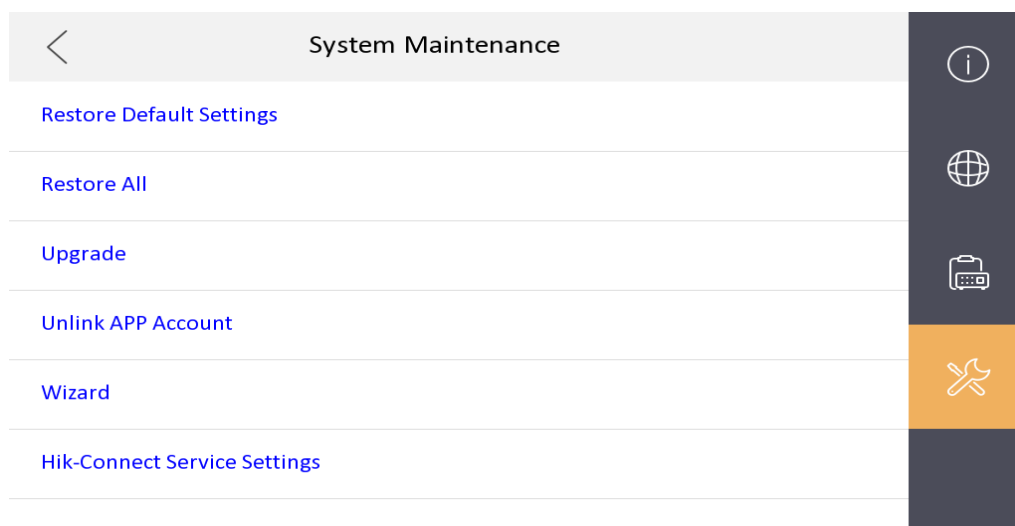 System Maintenance
Restore Default Settings
Restore All
Upgrade
Unlink APP Account
Wizard
Hik-Connect Service Settings